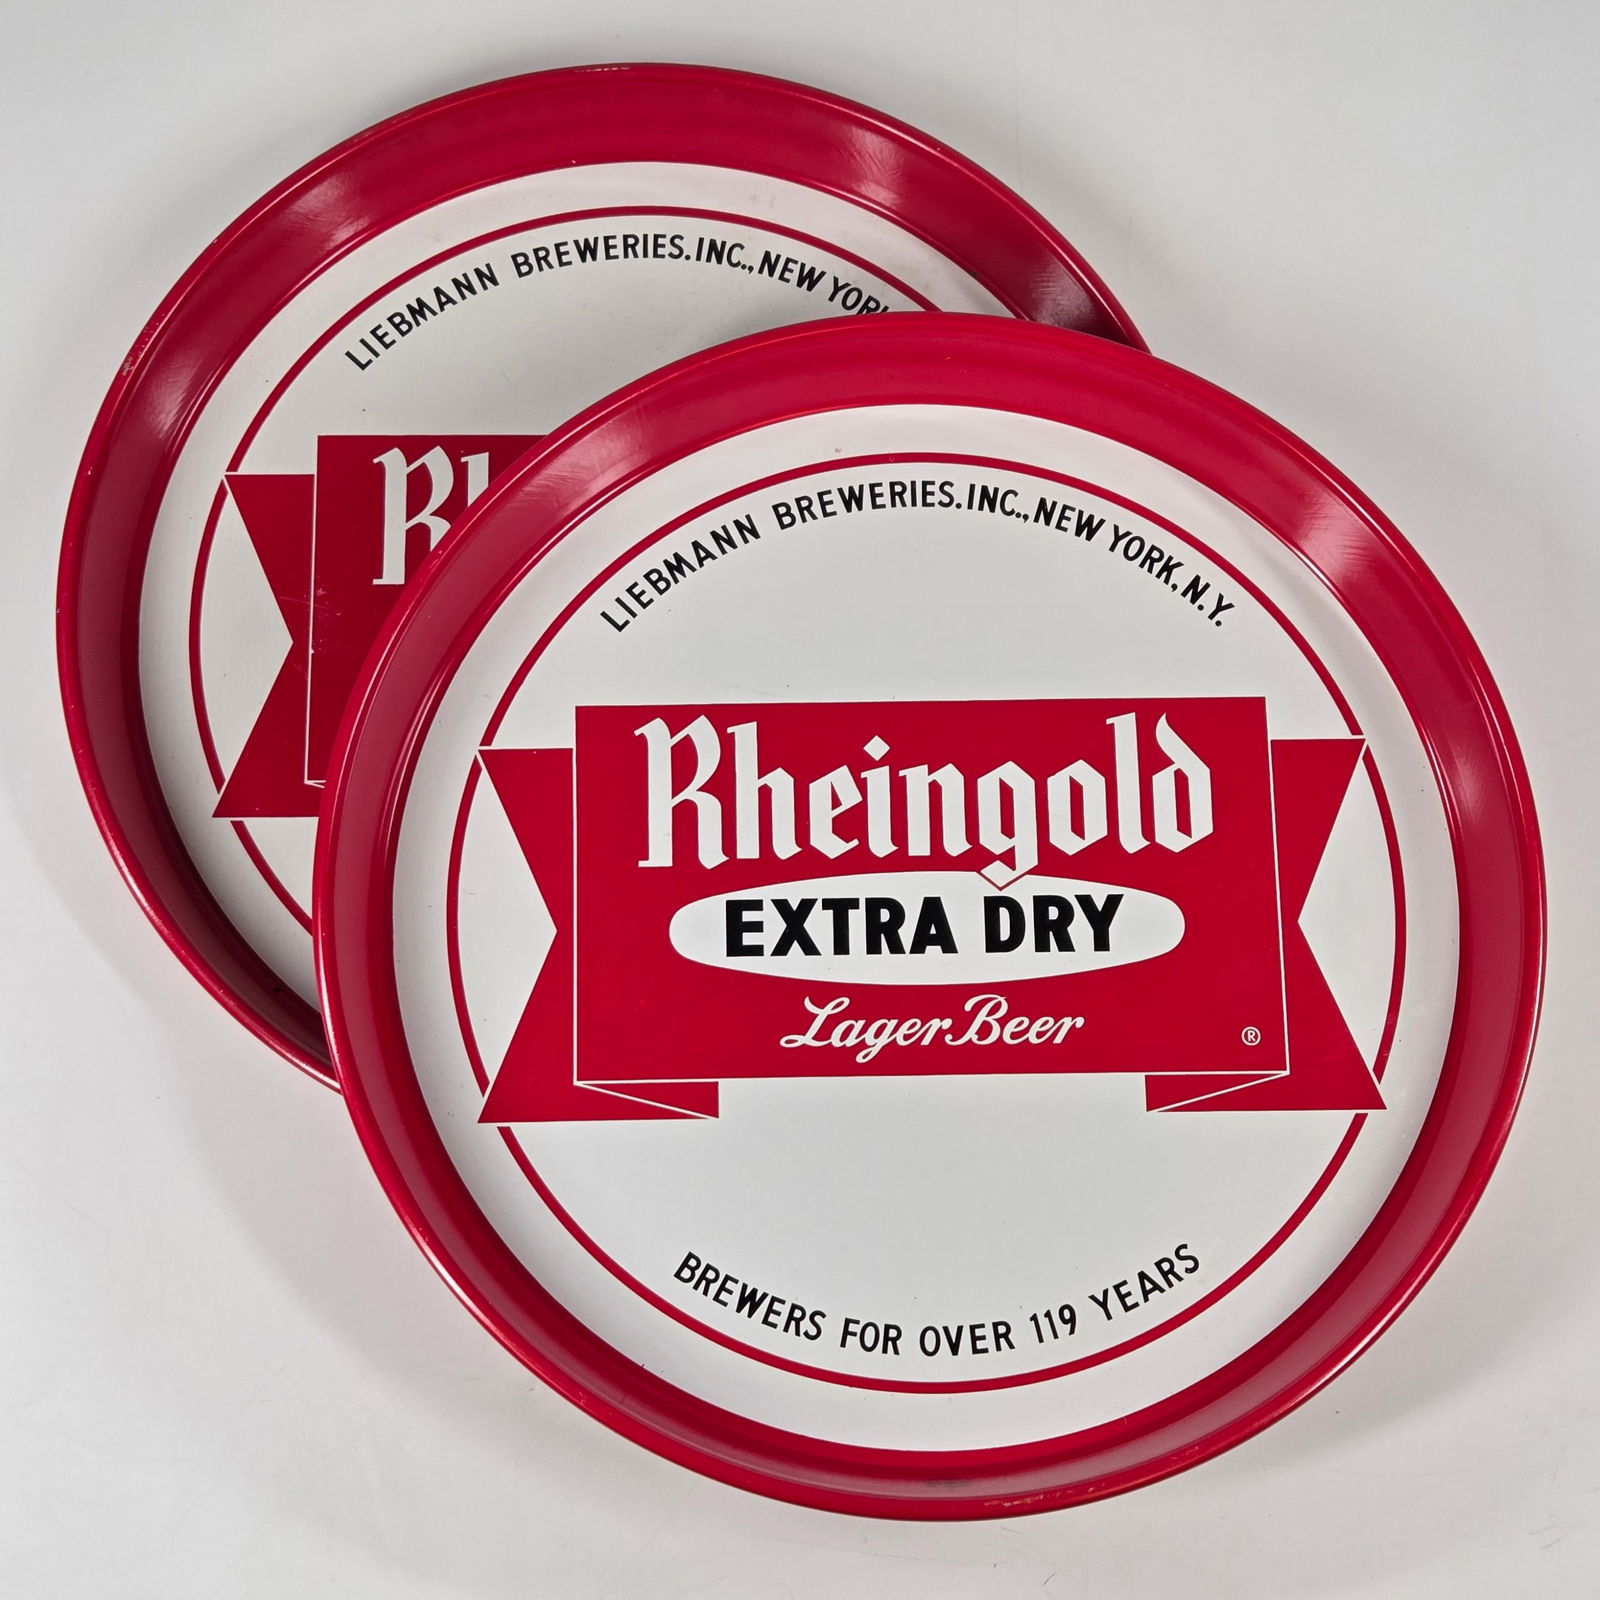 LIEBMANN BREWERIES. INC., NEW YORK
Rh
LIEBMANN BREWERIES. INC., NEW YORK, N.Y.
Rheingold
EXTRA DRY
Lager Beer
®
BREWERS FOR OVER 119 YEARS